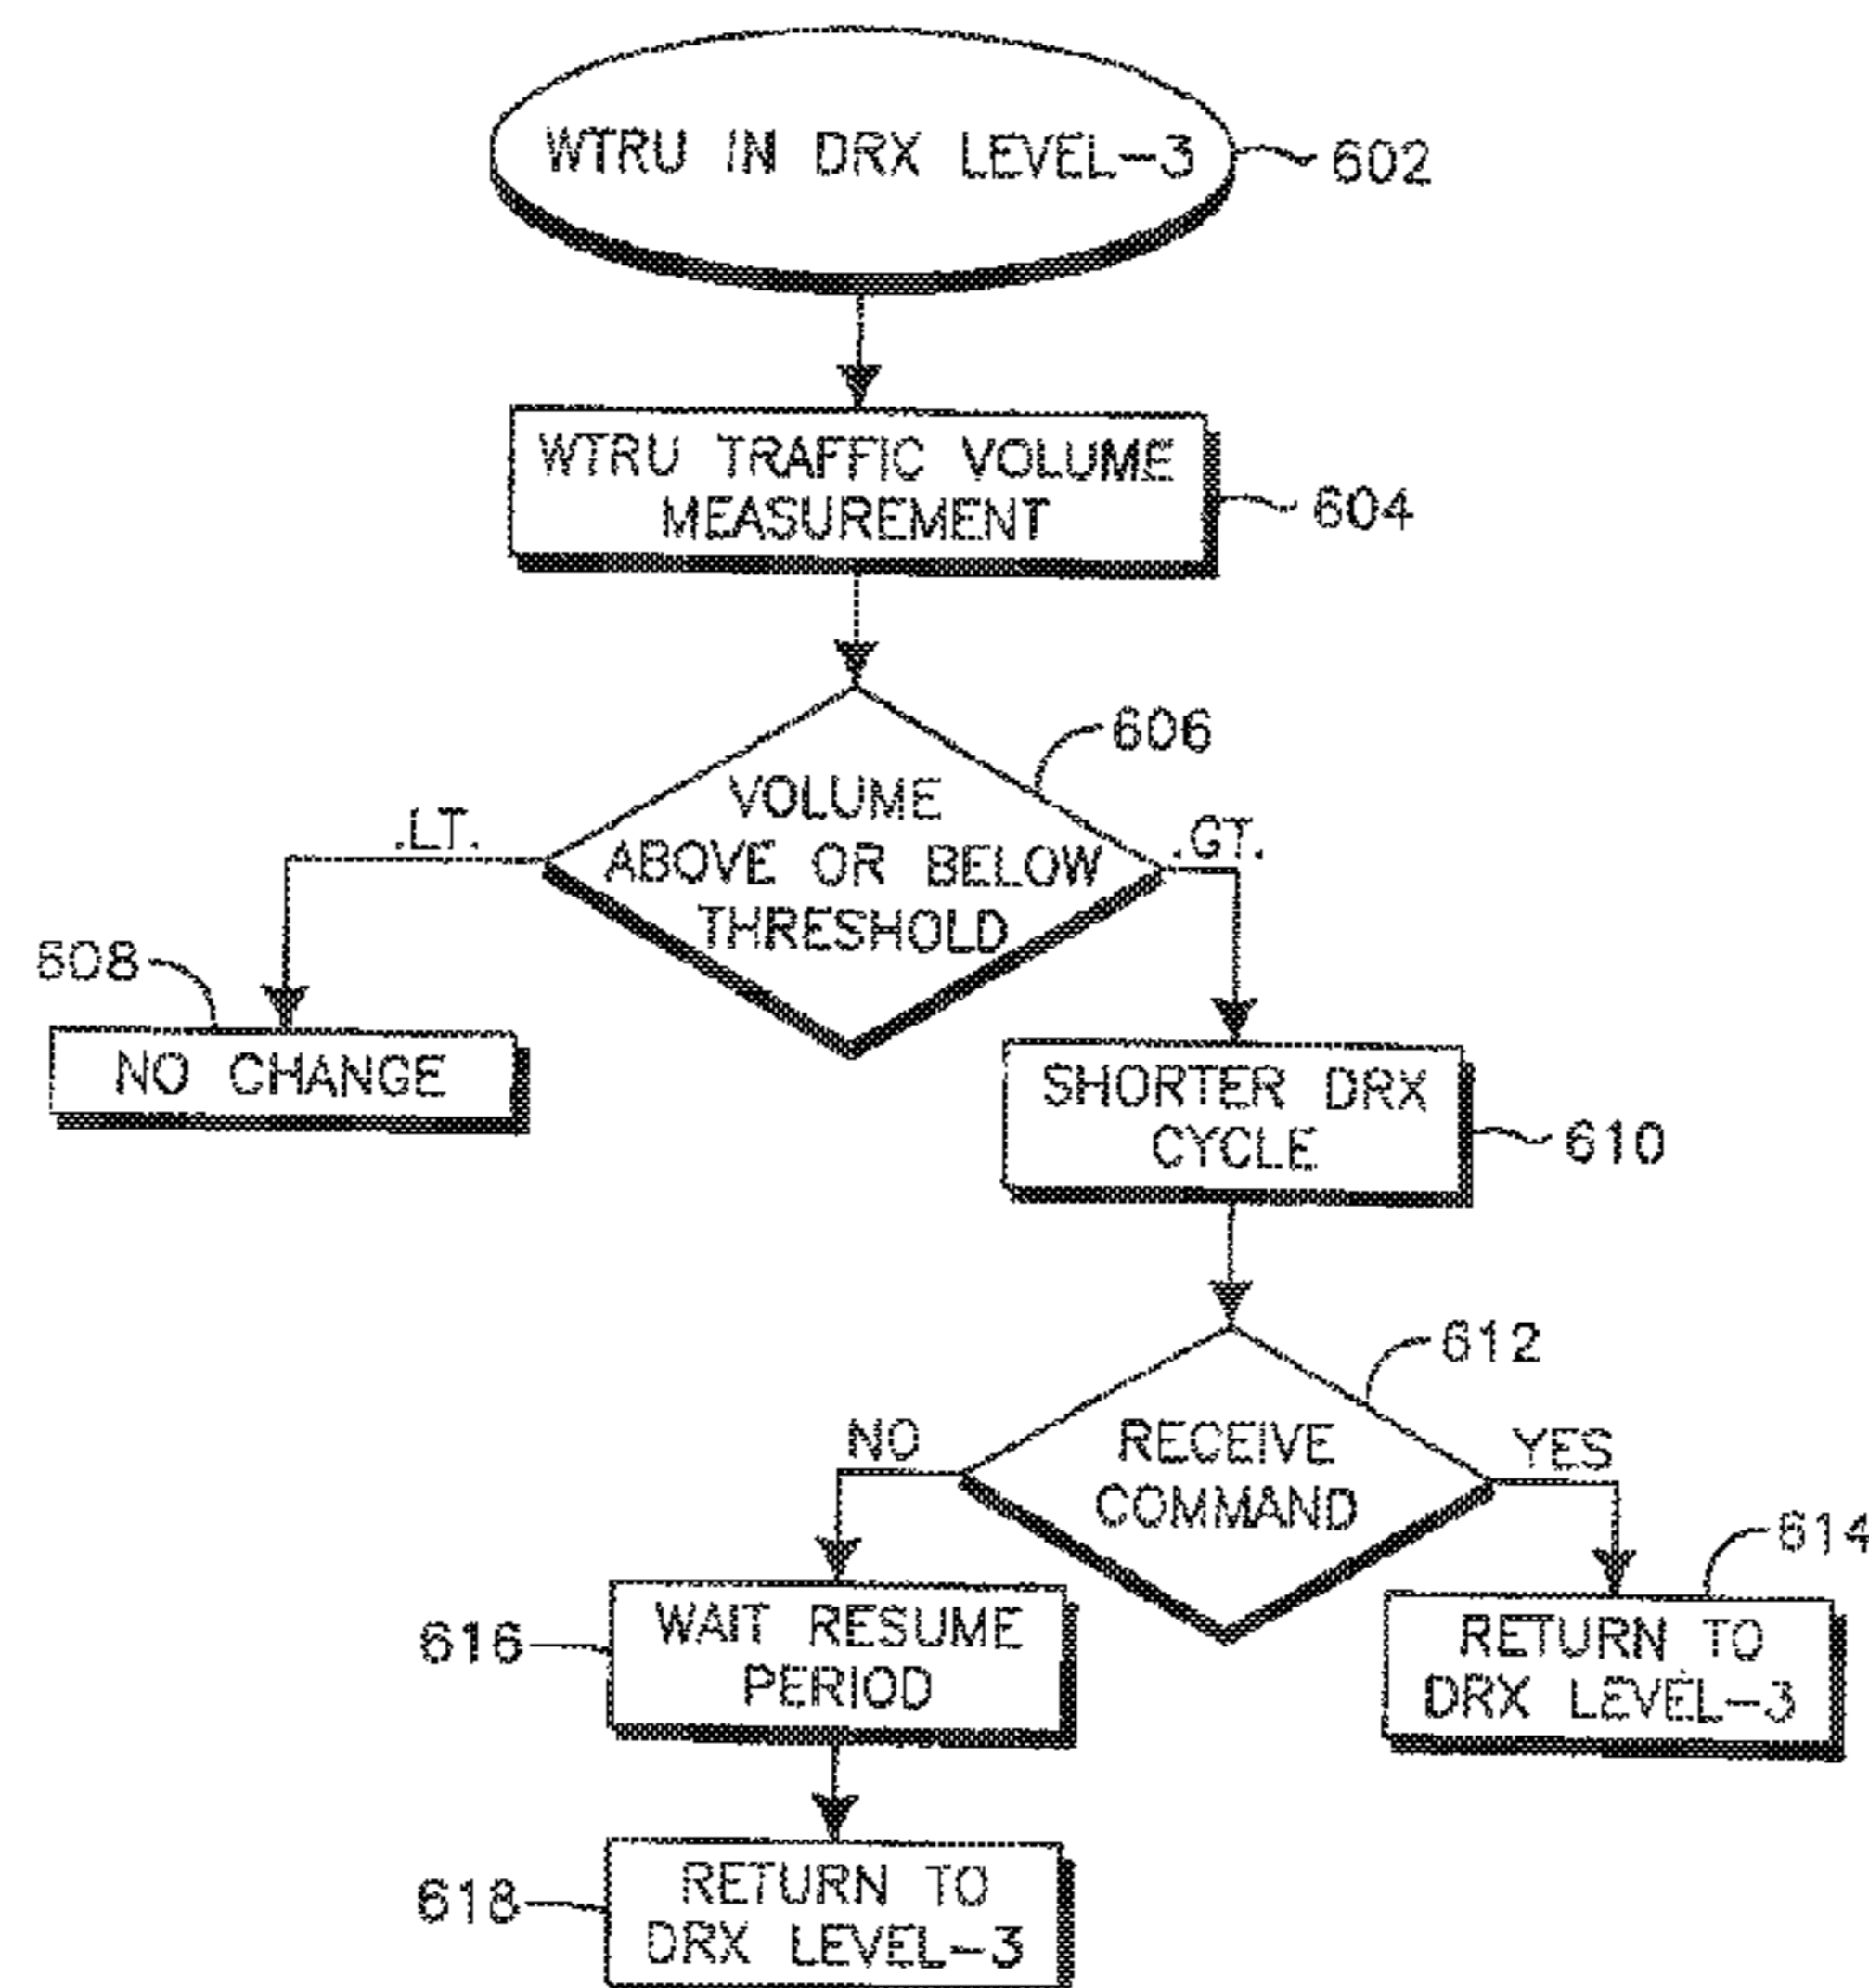 WTRU IN DRX LEVEL-3
602
WTRU TRAFFIC VOLUME
MEASUREMENT
604
606
VOLUME
ABOVE OR BELOW
THRESHOLD
.LT.
.GT.
608
NO CHANGE
SHORTER DRX
CYCLE
610
612
RECEIVE
COMMAND
NO
YES
614
616
WAIT RESUME
PERIOD
RETURN TO
DRX LEVEL-3
618
RETURN TO
DRX LEVEL-3